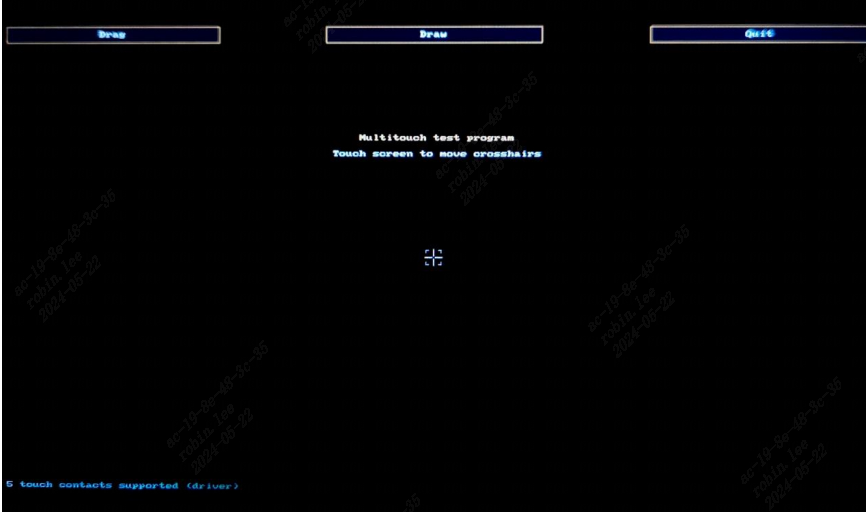 Drag
Draw
Quit
Multitouch test program
Touch screen to move crosshairs
ac-19-8e-48-3c-35
robin.lee
2024-05-22
5 touch contacts supported (driver)